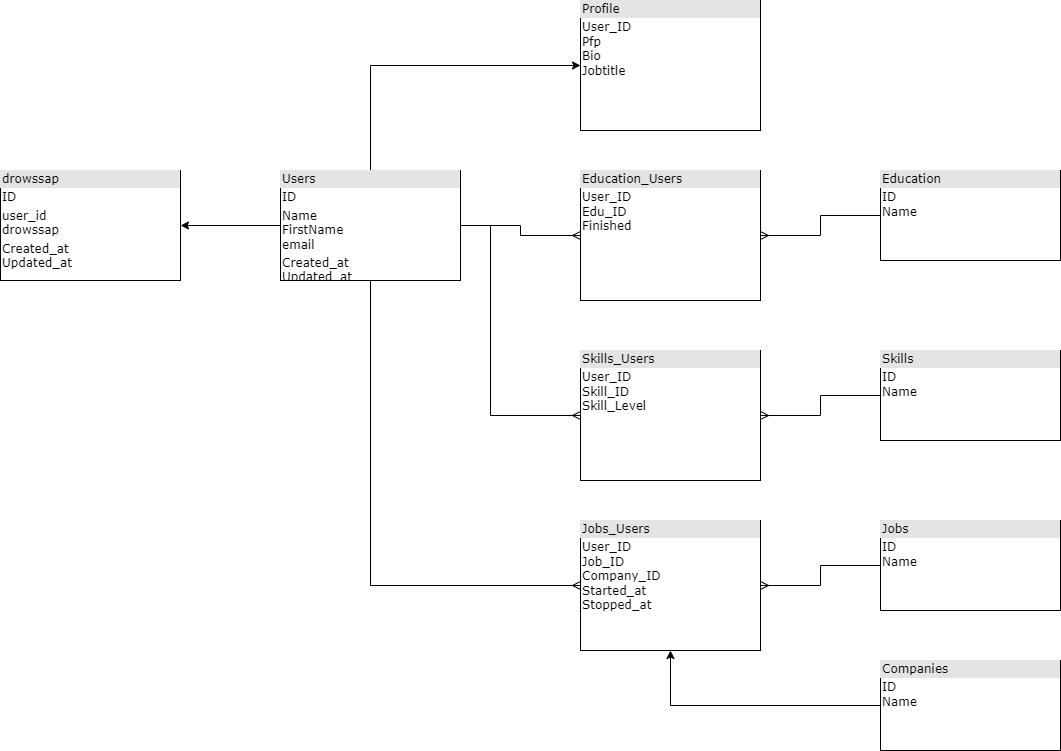 Profile
User_ID
Pfp
Bio
Jobtitle
drowssap
ID
user_id
drowssap
Created_at
Updated_at
Users
ID
Name
FirstName
email
Created_at
Updated_at
Education_Users
User_ID
Edu_ID
Finished
Education
ID
Name
Skills_Users
User_ID
Skill_ID
Skill_Level
Skills
ID
Name
Jobs_Users
User_ID
Job_ID
Company_ID
Started_at
Stopped_at
Jobs
ID
Name
Companies
ID
Name